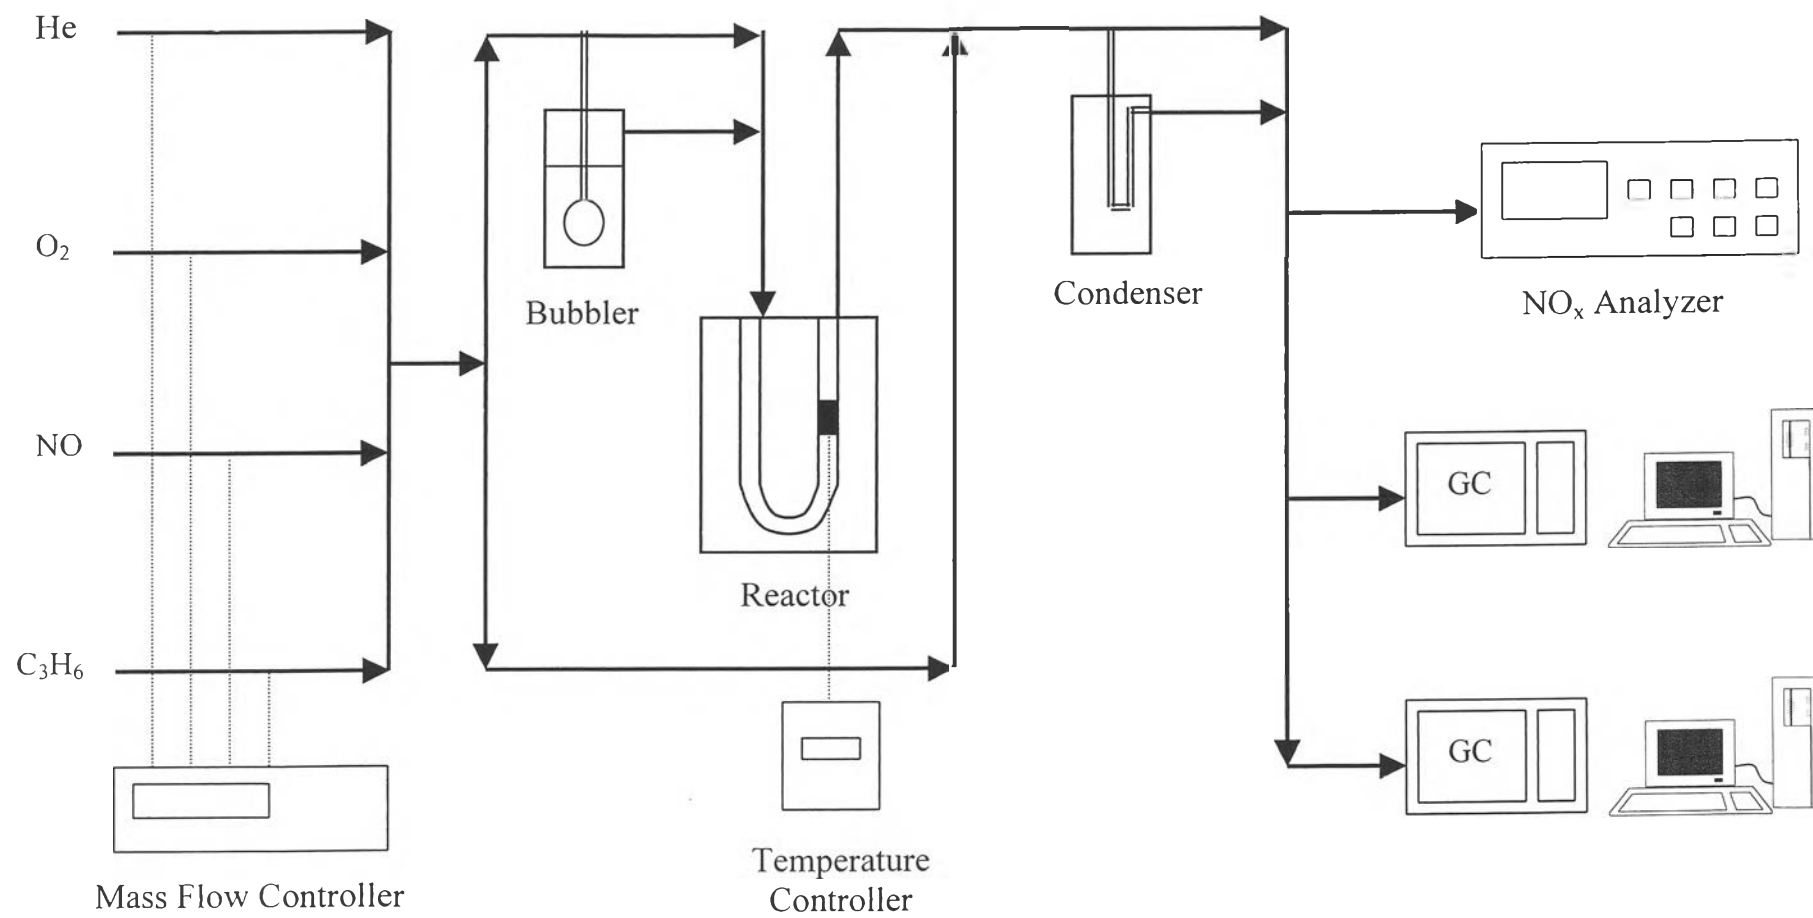 He
O₂
NO
C₃H₆
Mass Flow Controller
Bubbler
Reactor
Temperature
Controller
Condenser
NOₓ Analyzer
GC
GC